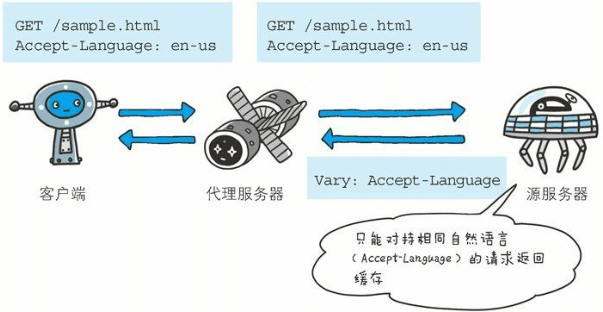 GET /sample.html
Accept-Language: en-us
GET /sample.html
Accept-Language: en-us
Vary: Accept-Language
客户端
代理服务器
源服务器
只能对持相同自然语言
(Accept-Language)的请求返回
缓存